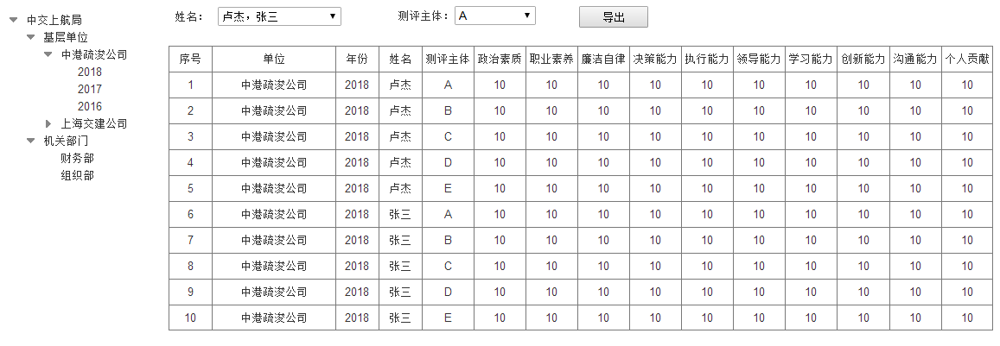 中交上航局
基层单位
中港疏浚公司
2018
2017
2016
上海交建公司
机关部门
财务部
组织部
姓名： 卢杰，张三 测评主体： A 导出
序号 单位 年份 姓名 测评主体 政治素质 职业素养 廉洁自律 决策能力 执行能力 领导能力 学习能力 创新能力 沟通能力 个人贡献
1 中港疏浚公司 2018 卢杰 A 10 10 10 10 10 10 10 10 10 10
2 中港疏浚公司 2018 卢杰 B 10 10 10 10 10 10 10 10 10 10
3 中港疏浚公司 2018 卢杰 C 10 10 10 10 10 10 10 10 10 10
4 中港疏浚公司 2018 卢杰 D 10 10 10 10 10 10 10 10 10 10
5 中港疏浚公司 2018 卢杰 E 10 10 10 10 10 10 10 10 10 10
6 中港疏浚公司 2018 张三 A 10 10 10 10 10 10 10 10 10 10
7 中港疏浚公司 2018 张三 B 10 10 10 10 10 10 10 10 10 10
8 中港疏浚公司 2018 张三 C 10 10 10 10 10 10 10 10 10 10
9 中港疏浚公司 2018 张三 D 10 10 10 10 10 10 10 10 10 10
10 中港疏浚公司 2018 张三 E 10 10 10 10 10 10 10 10 10 10